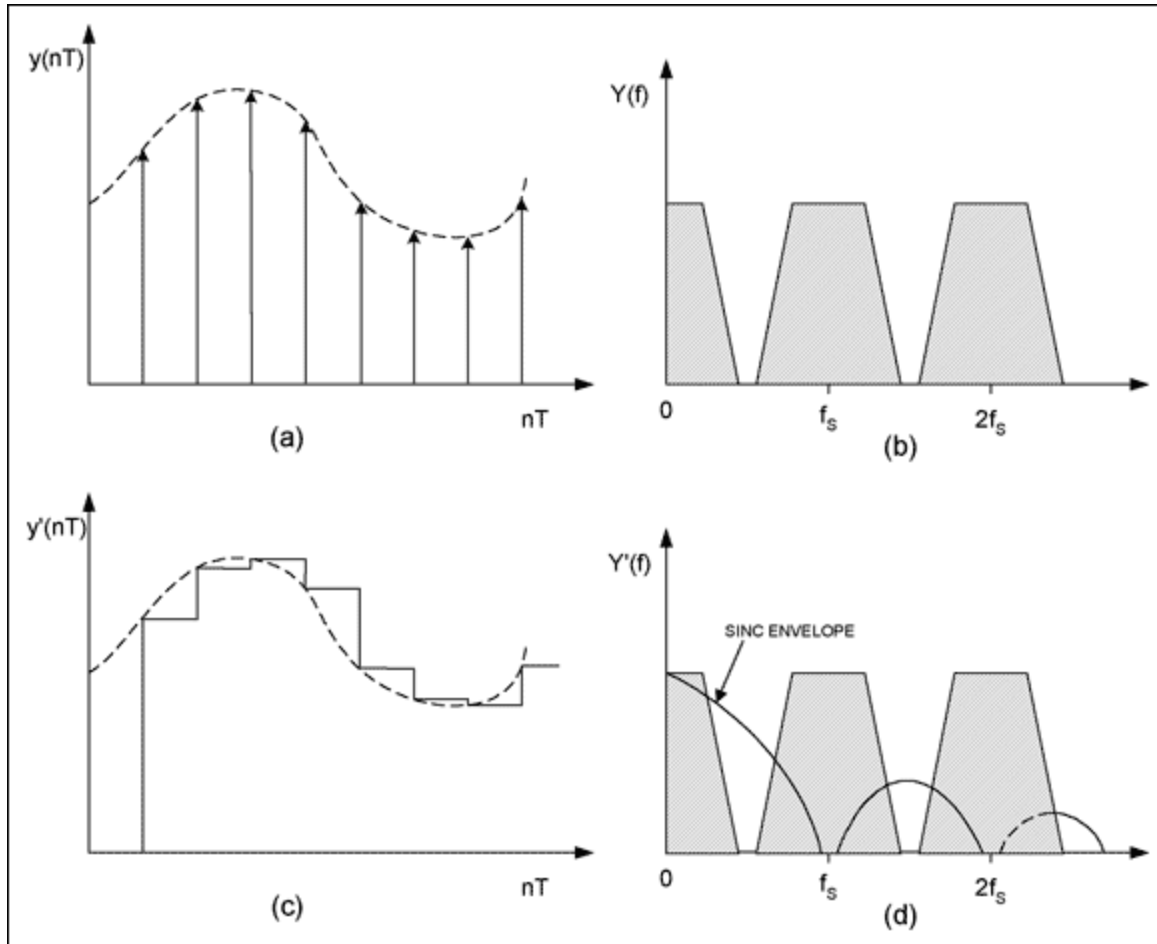 y(nT)
nT
(a)
Y(f)
0
fS
2fS
(b)
y'(nT)
nT
(c)
Y'(f)
SINC ENVELOPE
0
fS
2fS
(d)